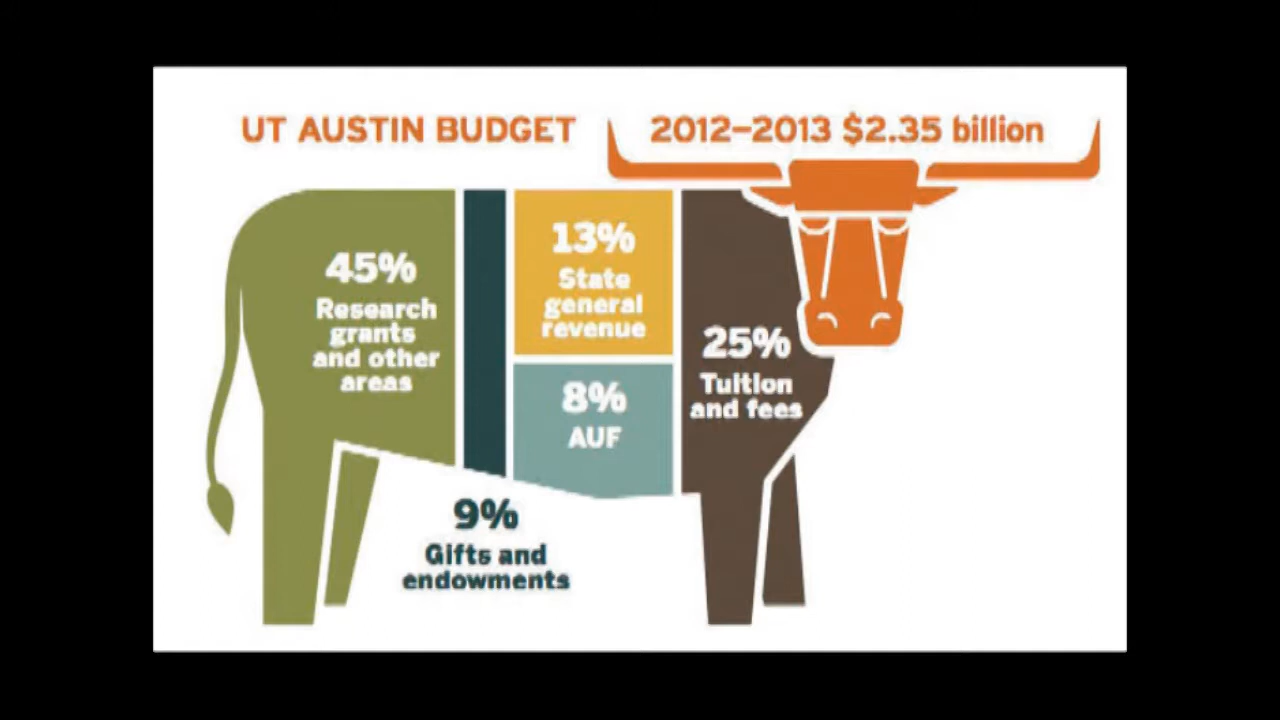 UT AUSTIN BUDGET 2012–2013 $2.35 billion
45%
Research
grants
and other
areas
13%
State
general
revenue
8%
AUF
25%
Tuition
and fees
9%
Gifts and
endowments